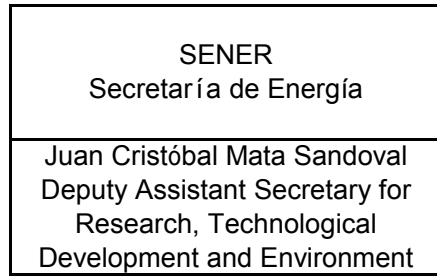 SENER
Secretaría de Energía
Juan Cristóbal Mata Sandoval
Deputy Assistant Secretary for
Research, Technological
Development and Environment